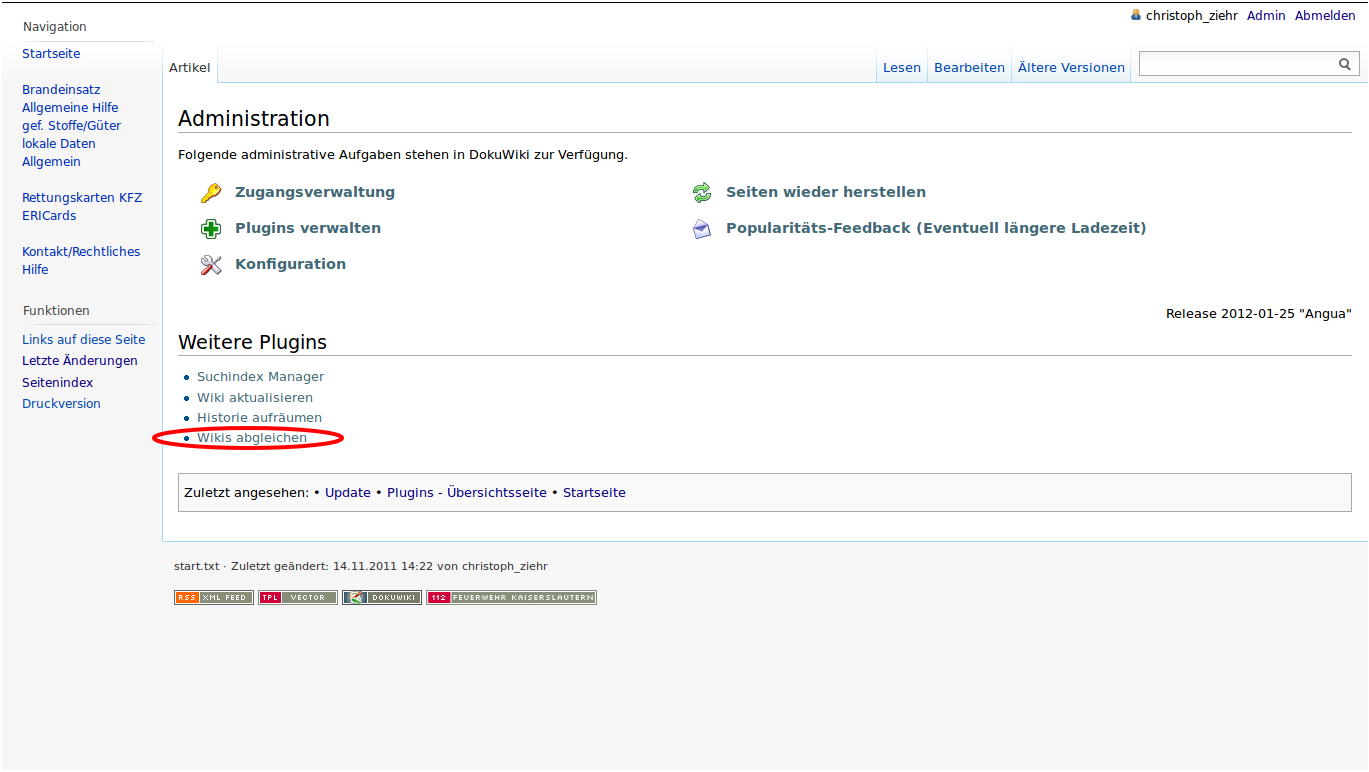 Navigation
Startseite
Brandeinsatz
Allgemeine Hilfe
gef. Stoffe/Güter
lokale Daten
Allgemein
Rettungskarten KFZ
ERICards
Kontakt/Rechtliches
Hilfe
Funktionen
Links auf diese Seite
Letzte Änderungen
Seitenindex
Druckversion
christoph_ziehr Admin Abmelden
Artikel Lesen Bearbeiten Ältere Versionen
Administration
Folgende administrative Aufgaben stehen in DokuWiki zur Verfügung.
Zugangsverwaltung
Plugins verwalten
Konfiguration
Seiten wieder herstellen
Popularitäts-Feedback (Eventuell längere Ladezeit)
Release 2012-01-25 "Angua"
Weitere Plugins
• Suchindex Manager
• Wiki aktualisieren
• Historie aufräumen
• Wikis abgleichen
Zuletzt angesehen: • Update • Plugins - Übersichtsseite • Startseite
start.txt · Zuletzt geändert: 14.11.2011 14:22 von christoph_ziehr
RSS XML FEED TPL VECTOR DOKUWIKI 112 FEUERWEHR KAISERSLAUTERN